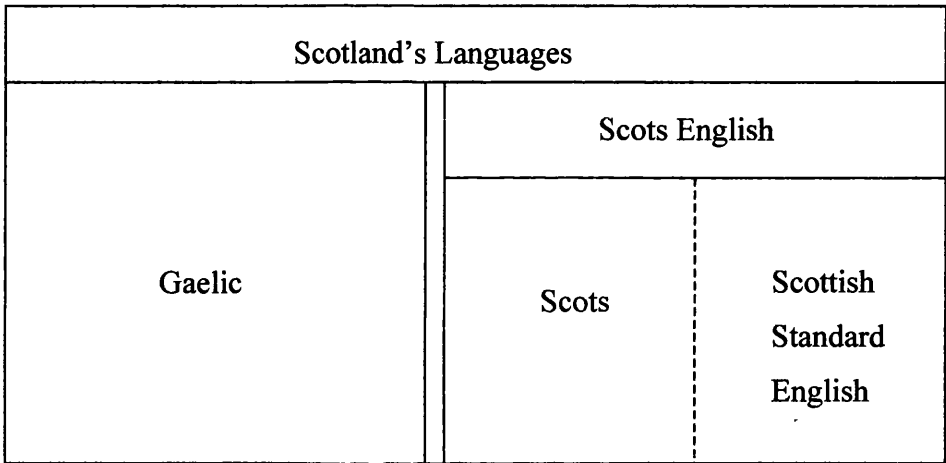 Scotland's Languages
Scots English
Gaelic
Scots
Scottish
Standard
English